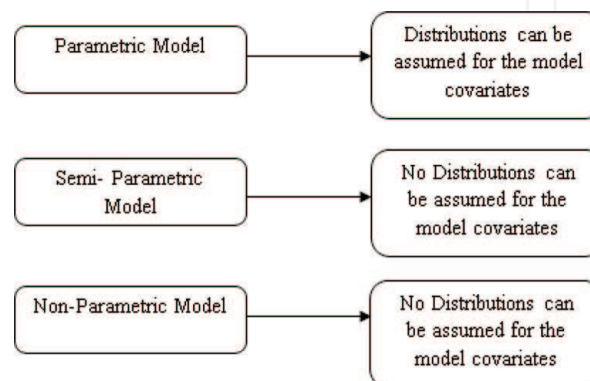 Parametric Model
Distributions can be
assumed for the model
covariates
Semi- Parametric
Model
No Distributions can
be assumed for the
model covariates
Non-Parametric Model
No Distributions can
be assumed for the
model covariates